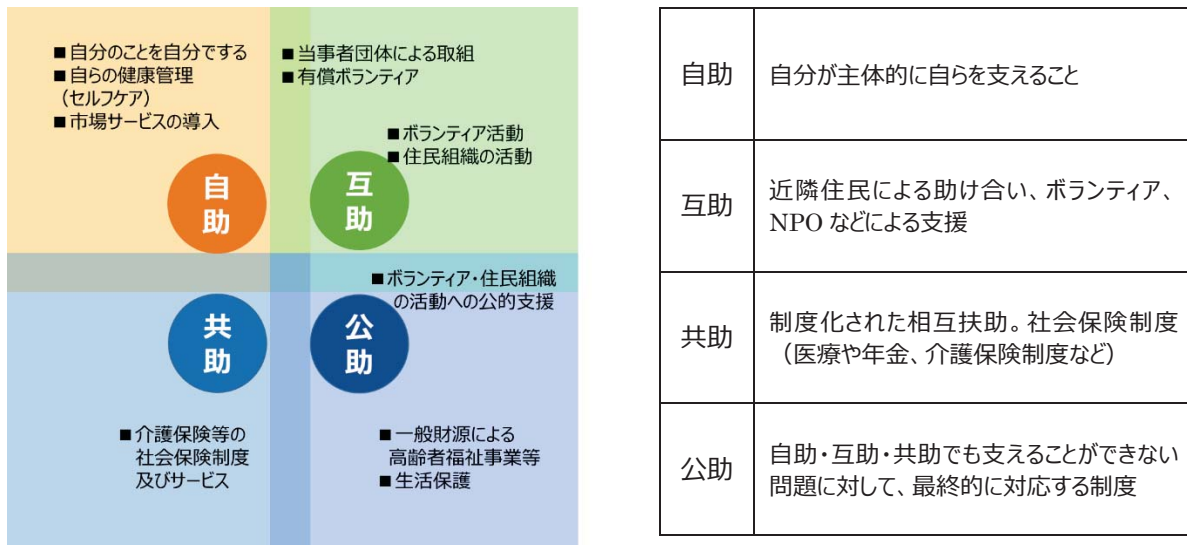 ■自分のことを自分でする
■自らの健康管理
（セルフケア）
■市場サービスの導入
■当事者団体による取組
■有償ボランティア
■ボランティア活動
■住民組織の活動
自
助
互
助
■ボランティア・住民組織
の活動への公的支援
共
助
公
助
■介護保険等の
社会保険制度
及びサービス
■一般財源による
高齢者福祉事業等
■生活保護
自助 自分が主体的に自らを支えること
互助 近隣住民による助け合い、ボランティア、
NPO などによる支援
共助 制度化された相互扶助。社会保険制度
（医療や年金、介護保険制度など）
公助 自助・互助・共助でも支えることができない
問題に対して、最終的に対応する制度